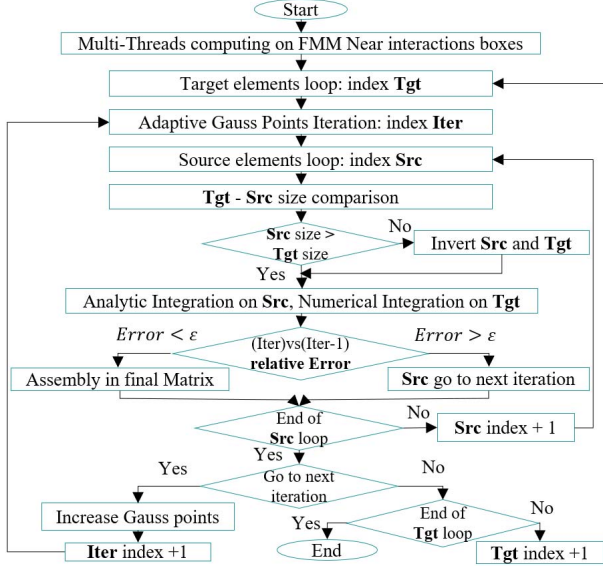 Start
Multi-Threads computing on FMM Near interactions boxes
Target elements loop: index Tgt
Adaptive Gauss Points Iteration: index Iter
Source elements loop: index Src
Tgt - Src size comparison
Src size >
Tgt size
No
Invert Src and Tgt
Yes
Analytic Integration on Src, Numerical Integration on Tgt
Error < ε
(Iter)vs(Iter-1)
relative Error
Error > ε
Assembly in final Matrix
Src go to next iteration
End of
Src loop
No
Src index + 1
Yes
Yes
Go to next
iteration
No
Increase Gauss points
Iter index +1
Yes
End of
Tgt loop
No
End
Tgt index +1